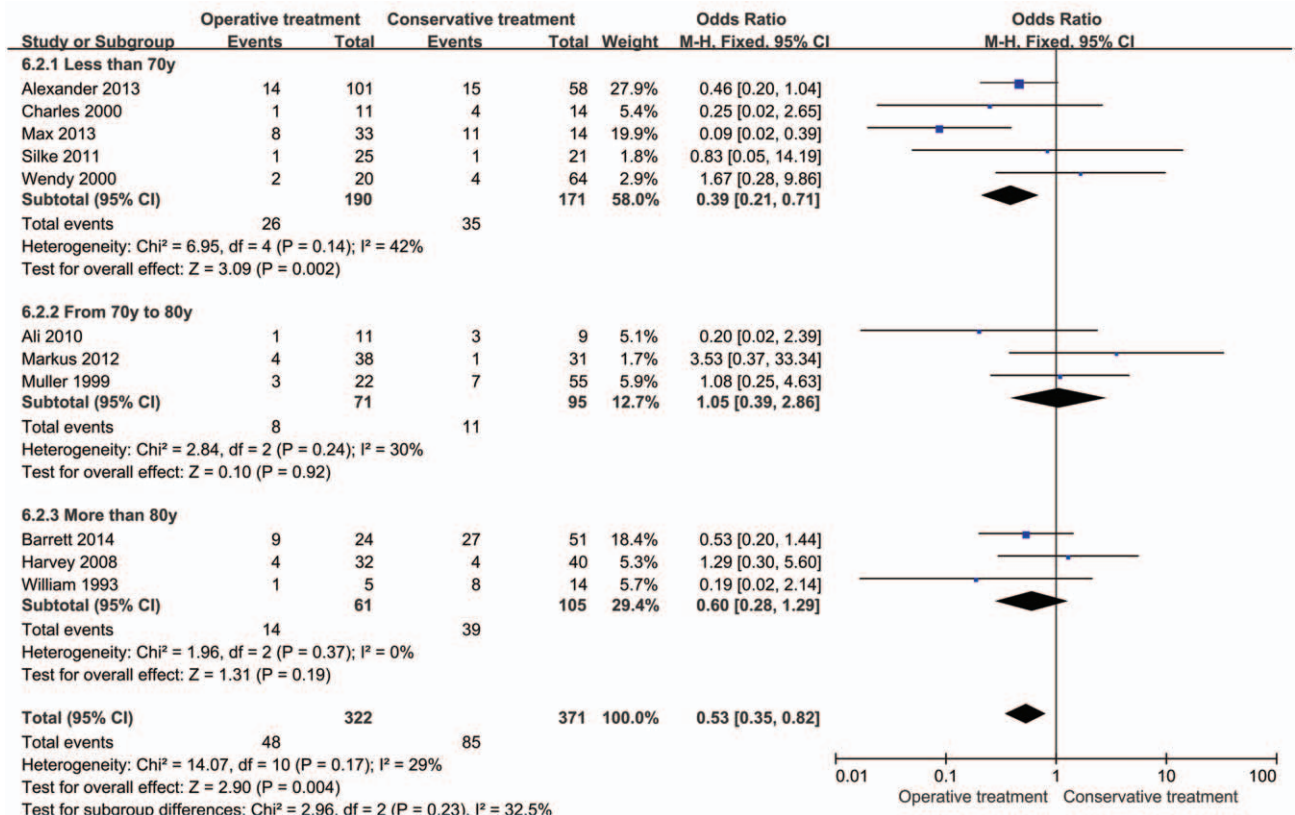 Operative treatment Conservative treatment Odds Ratio Odds Ratio
Study or Subgroup Events Total Events Total Weight M-H, Fixed, 95% CI M-H, Fixed, 95% CI
6.2.1 Less than 70y
Alexander 2013 14 101 15 58 27.9% 0.46 [0.20, 1.04]
Charles 2000 1 11 4 14 5.4% 0.25 [0.02, 2.65]
Max 2013 8 33 11 14 19.9% 0.09 [0.02, 0.39]
Silke 2011 1 25 1 21 1.8% 0.83 [0.05, 14.19]
Wendy 2000 2 20 4 64 2.9% 1.67 [0.28, 9.86]
Subtotal (95% CI) 190 171 58.0% 0.39 [0.21, 0.71]
Total events 26 35
Heterogeneity: Chi² = 6.95, df = 4 (P = 0.14); I² = 42%
Test for overall effect: Z = 3.09 (P = 0.002)
6.2.2 From 70y to 80y
Ali 2010 1 11 3 9 5.1% 0.20 [0.02, 2.39]
Markus 2012 4 38 1 31 1.7% 3.53 [0.37, 33.34]
Muller 1999 3 22 7 55 5.9% 1.08 [0.25, 4.63]
Subtotal (95% CI) 71 95 12.7% 1.05 [0.39, 2.86]
Total events 8 11
Heterogeneity: Chi² = 2.84, df = 2 (P = 0.24); I² = 30%
Test for overall effect: Z = 0.10 (P = 0.92)
6.2.3 More than 80y
Barrett 2014 9 24 27 51 18.4% 0.53 [0.20, 1.44]
Harvey 2008 4 32 4 40 5.3% 1.29 [0.30, 5.60]
William 1993 1 5 8 14 5.7% 0.19 [0.02, 2.14]
Subtotal (95% CI) 61 105 29.4% 0.60 [0.28, 1.29]
Total events 14 39
Heterogeneity: Chi² = 1.96, df = 2 (P = 0.37); I² = 0%
Test for overall effect: Z = 1.31 (P = 0.19)
Total (95% CI) 322 371 100.0% 0.53 [0.35, 0.82]
Total events 48 85
Heterogeneity: Chi² = 14.07, df = 10 (P = 0.17); I² = 29%
Test for overall effect: Z = 2.90 (P = 0.004)
Test for subgroup differences: Chi² = 2.96, df = 2 (P = 0.23), I² = 32.5%
0.01 0.1 1 10 100
Operative treatment Conservative treatment